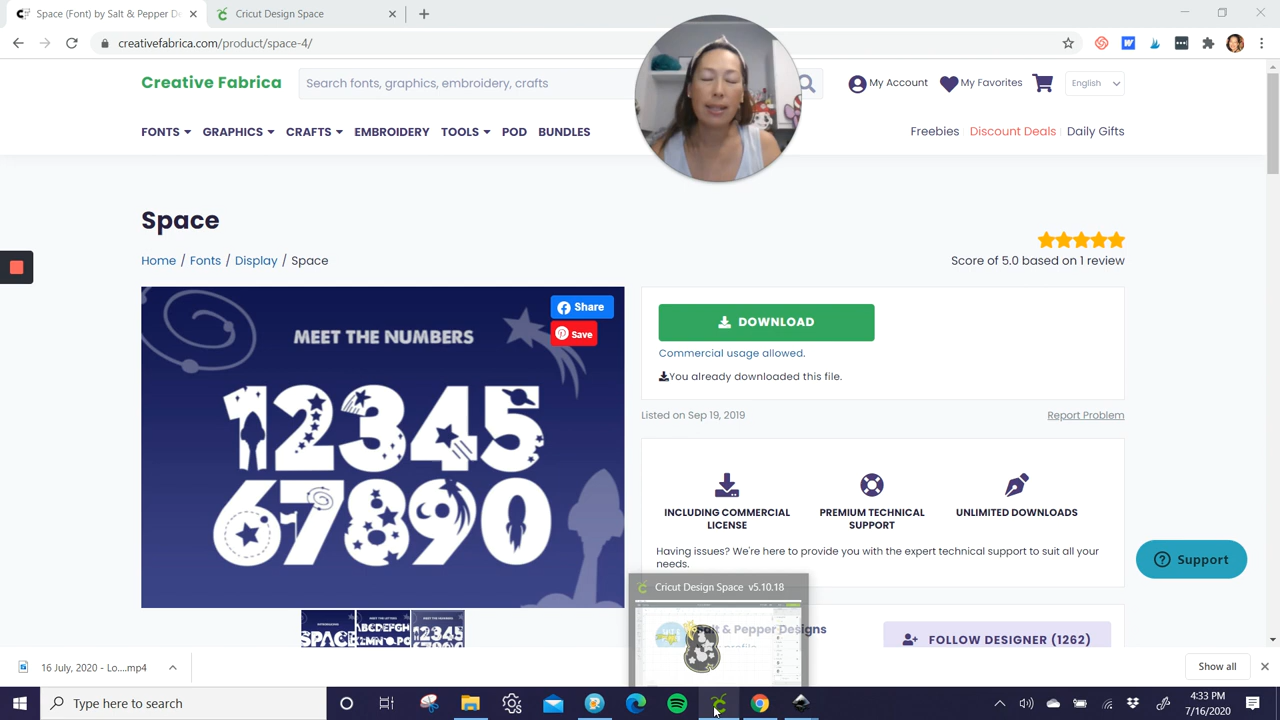 Space (Font) by Salt & Pepper D
Cricut Design Space
creativefabrica.com/product/space-4/
Creative Fabrica
Search fonts, graphics, embroidery, crafts
My Account
My Favorites
English
FONTS
GRAPHICS
CRAFTS
EMBROIDERY
TOOLS
POD
BUNDLES
Freebies
Discount Deals
Daily Gifts
Space
Home / Fonts / Display / Space
Score of 5.0 based on 1 review
Share
Save
MEET THE NUMBERS
12345
67890
DOWNLOAD
Commercial usage allowed.
You already downloaded this file.
Listed on Sep 19, 2019
Report Problem
INCLUDING COMMERCIAL
LICENSE
PREMIUM TECHNICAL
SUPPORT
UNLIMITED DOWNLOADS
Having issues? We're here to provide you with the expert technical support to suit all your
needs.
Support
Cricut Design Space v5.10.18
Salt & Pepper Designs
FOLLOW DESIGNER (1262)
SPACE
ABCDEFGH
12345
16 July, 2020 - Lo....mp4
Show all
Type here to search
4:33 PM
7/16/2020